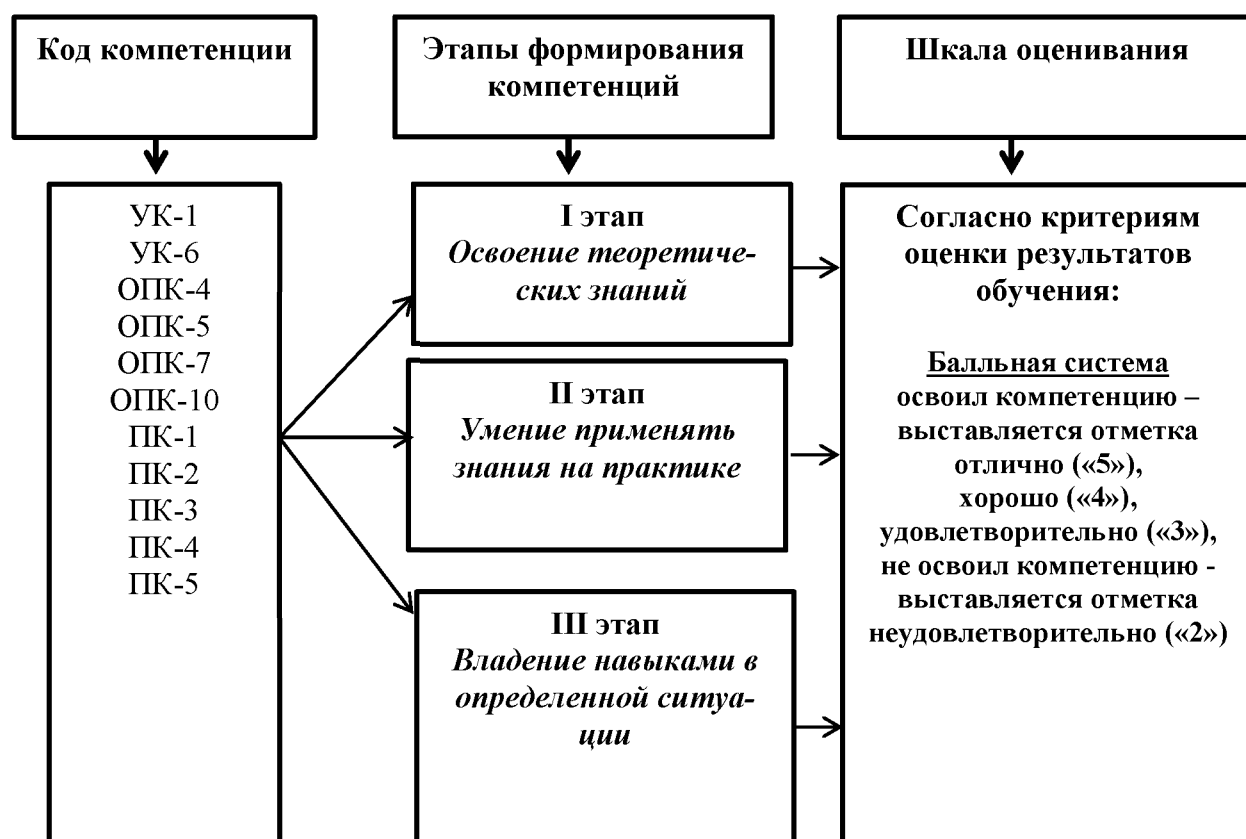 Код компетенции
Этапы формирования
компетенций
Шкала оценивания
УК-1
УК-6
ОПК-4
ОПК-5
ОПК-7
ОПК-10
ПК-1
ПК-2
ПК-3
ПК-4
ПК-5
I этап
Освоение теоретиче-
ских знаний
II этап
Умение применять
знания на практике
III этап
Владение навыками в
определенной ситуа-
ции
Согласно критериям
оценки результатов
обучения:
Балльная система
освоил компетенцию –
выставляется отметка
отлично («5»),
хорошо («4»),
удовлетворительно («3»),
не освоил компетенцию -
выставляется отметка
неудовлетворительно («2»)